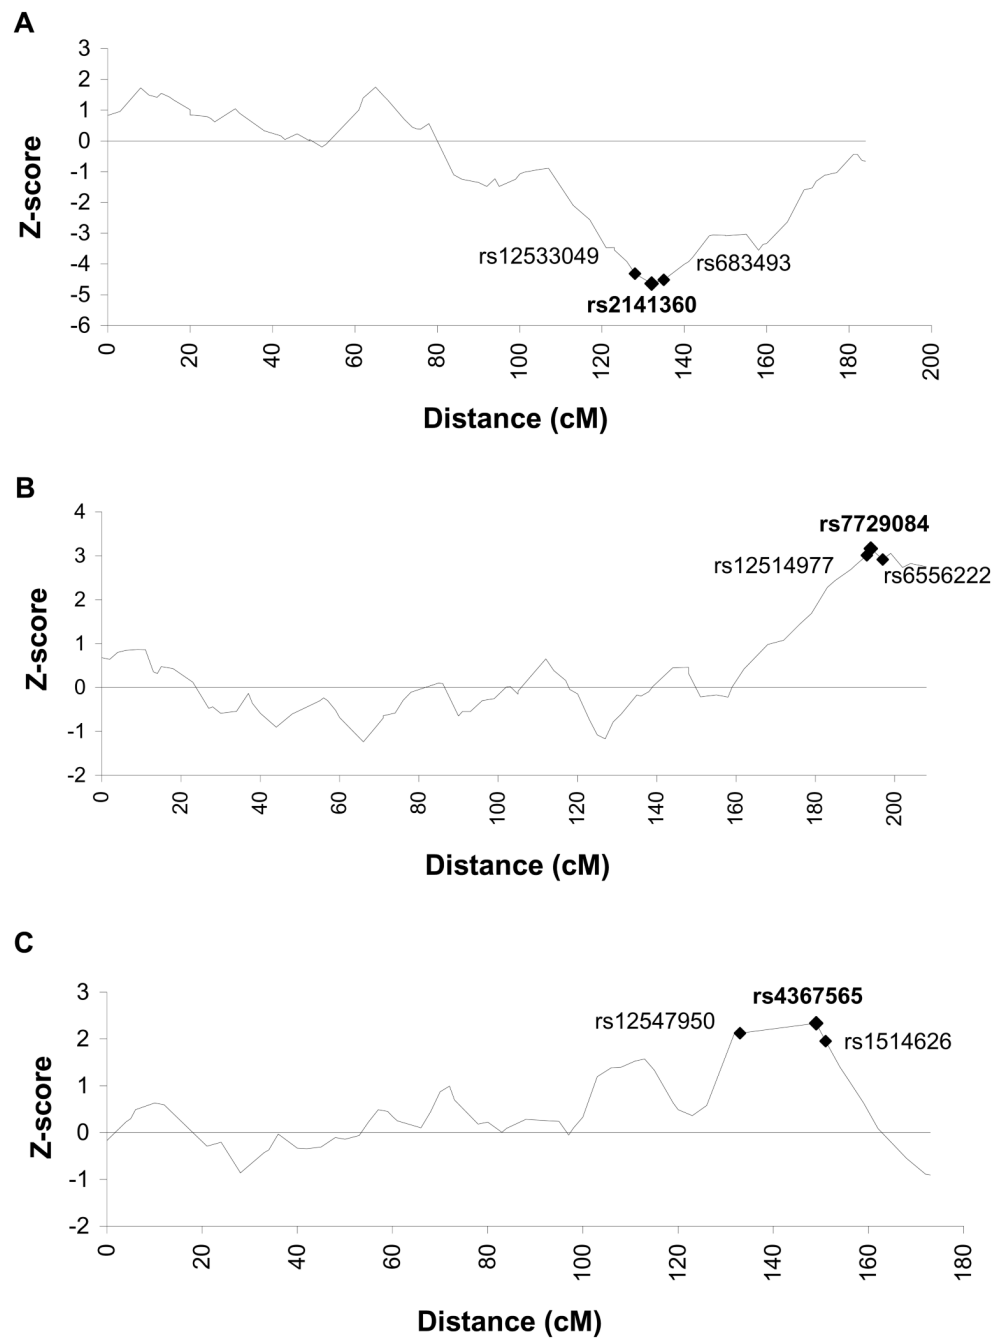 A
3
2
1
0
-1
-2
-3
-4
-5
-6
Z-score
rs12533049
rs683493
rs2141360
0 20 40 60 80 100 120 140 160 180 200
Distance (cM)
B
4
3
2
1
0
-1
-2
Z-score
rs7729084
rs12514977
rs6556222
0 20 40 60 80 100 120 140 160 180 200
Distance (cM)
C
3
2
1
0
-1
-2
Z-score
rs4367565
rs12547950
rs1514626
0 20 40 60 80 100 120 140 160 180
Distance (cM)